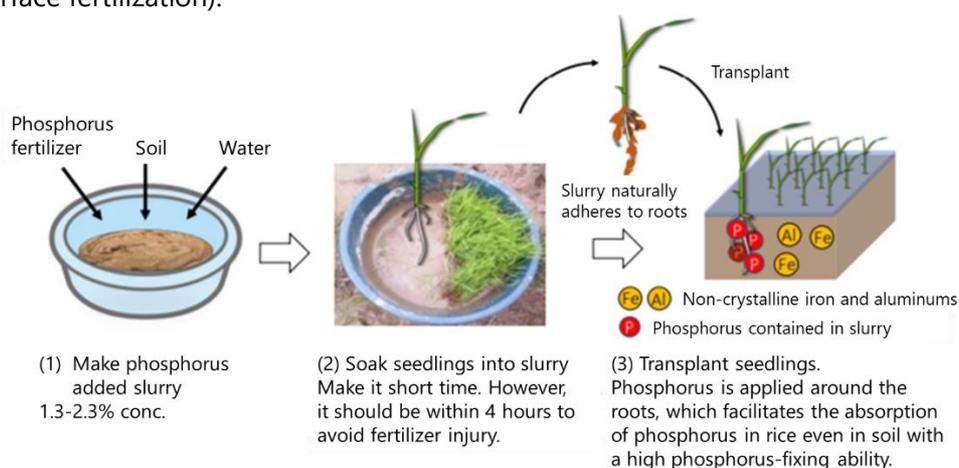 fertilization).
Phosphorus
fertilizer
Soil
Water
Transplant
Slurry naturally
adheres to roots
P
P
P
P
Al
Fe
Fe
Fe Al Non-crystalline iron and aluminums
P Phosphorus contained in slurry
(1) Make phosphorus
added slurry
1.3-2.3% conc.
(2) Soak seedlings into slurry
Make it short time. However,
it should be within 4 hours to
avoid fertilizer injury.
(3) Transplant seedlings.
Phosphorus is applied around the
roots, which facilitates the absorption
of phosphorus in rice even in soil with
a high phosphorus-fixing ability.